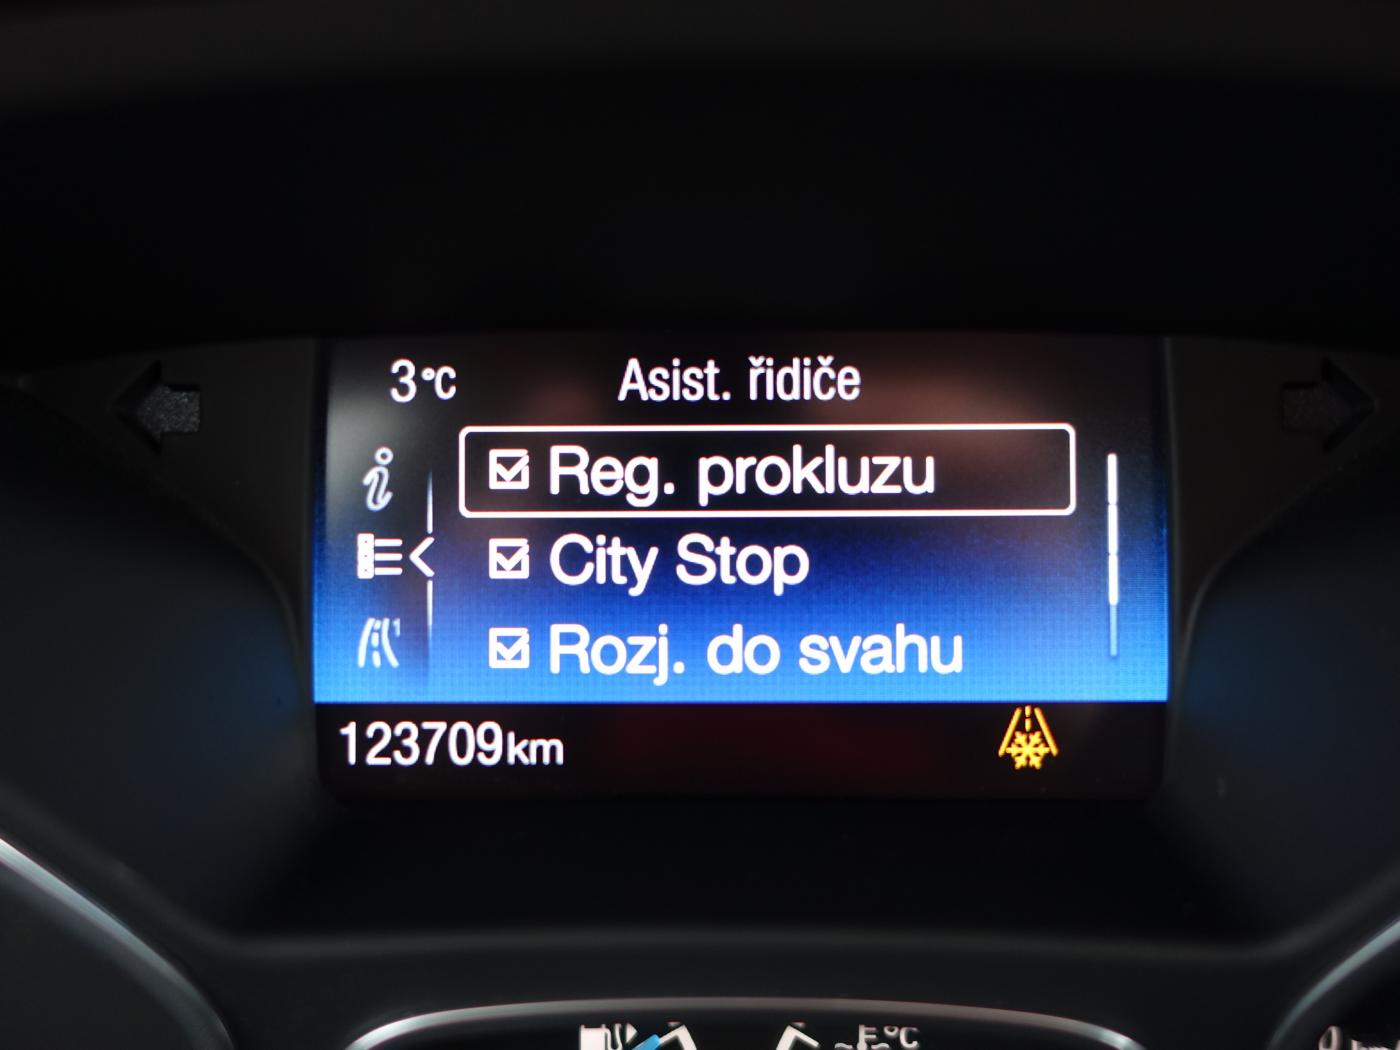 3°C Asist. řidiče
Reg. prokluzu
City Stop
Rozj. do svahu
123709km
°C